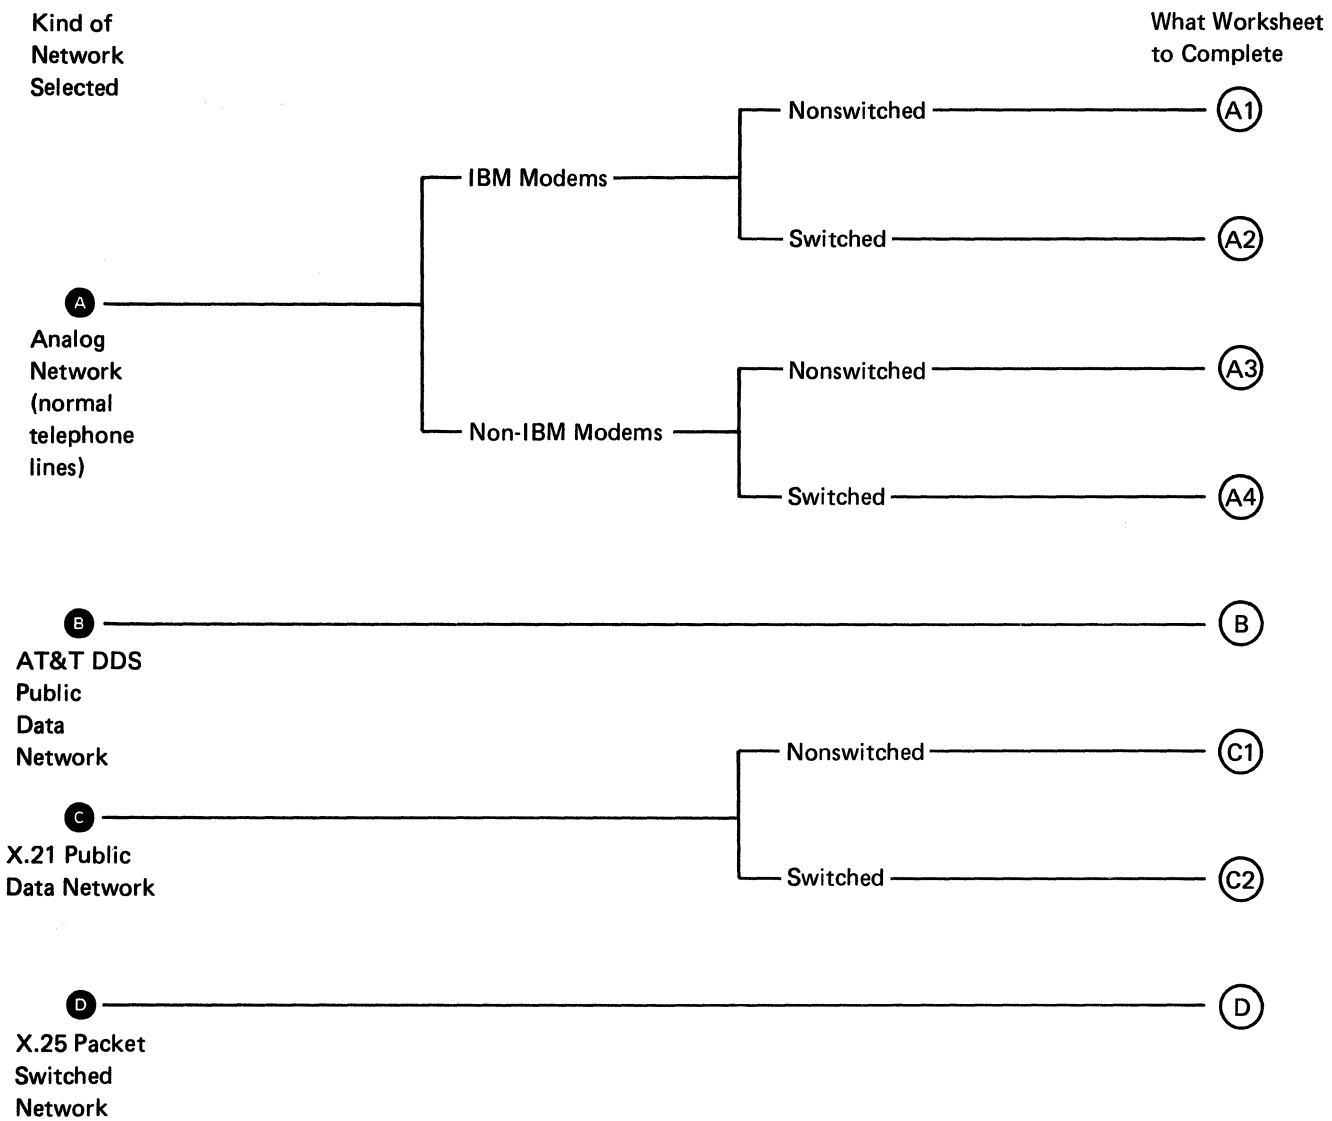 Kind of
Network
Selected
What Worksheet
to Complete
Nonswitched
A1
IBM Modems
Switched
A2
A
Analog
Network
(normal
telephone
lines)
Nonswitched
A3
Non-IBM Modems
Switched
A4
B
B
AT&T DDS
Public
Data
Network
Nonswitched
C1
C
X.21 Public
Data Network
Switched
C2
D
D
X.25 Packet
Switched
Network